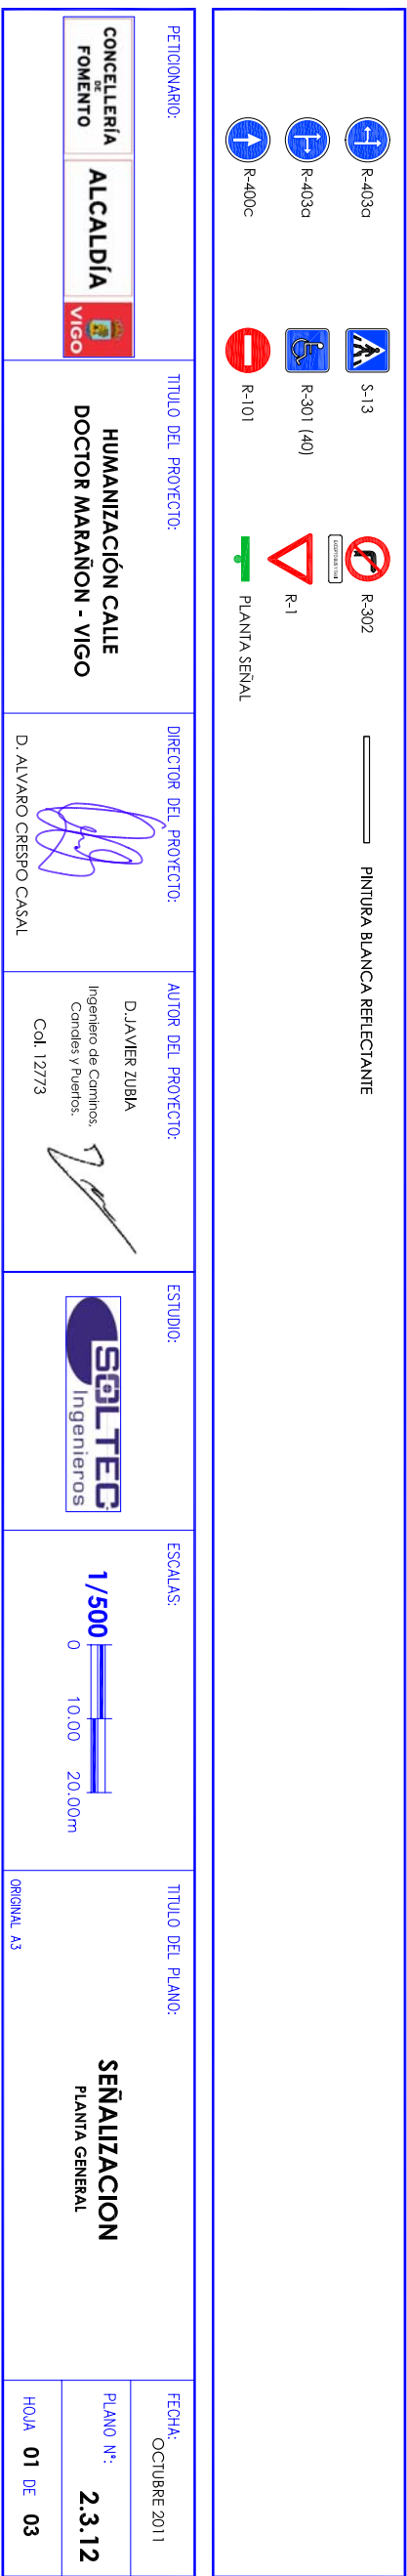 R-403a
R-403a
R-400c
S-13
R-301 (40)
R-101
R-302
R-1
PLANTA SEÑAL
PINTURA BLANCA REFLECTANTE
PETICIONARIO:
CONCELLERÍA
DE
FOMENTO
ALCALDÍA
VIGO
TITULO DEL PROYECTO:
HUMANIZACIÓN CALLE
DOCTOR MARAÑON - VIGO
DIRECTOR DEL PROYECTO:
D. ALVARO CRESPO CASAL
AUTOR DEL PROYECTO:
D.JAVIER ZUBIA
Ingeniero de Caminos,
Canales y Puertos.
Col. 12773
ESTUDIO:
SOLTEC
Ingenieros
ESCALAS:
1/500
0 10.00 20.00m
TITULO DEL PLANO:
SEÑALIZACION
PLANTA GENERAL
ORIGINAL A3
FECHA:
OCTUBRE 2011
PLANO Nº:
2.3.12
HOJA 01 DE 03